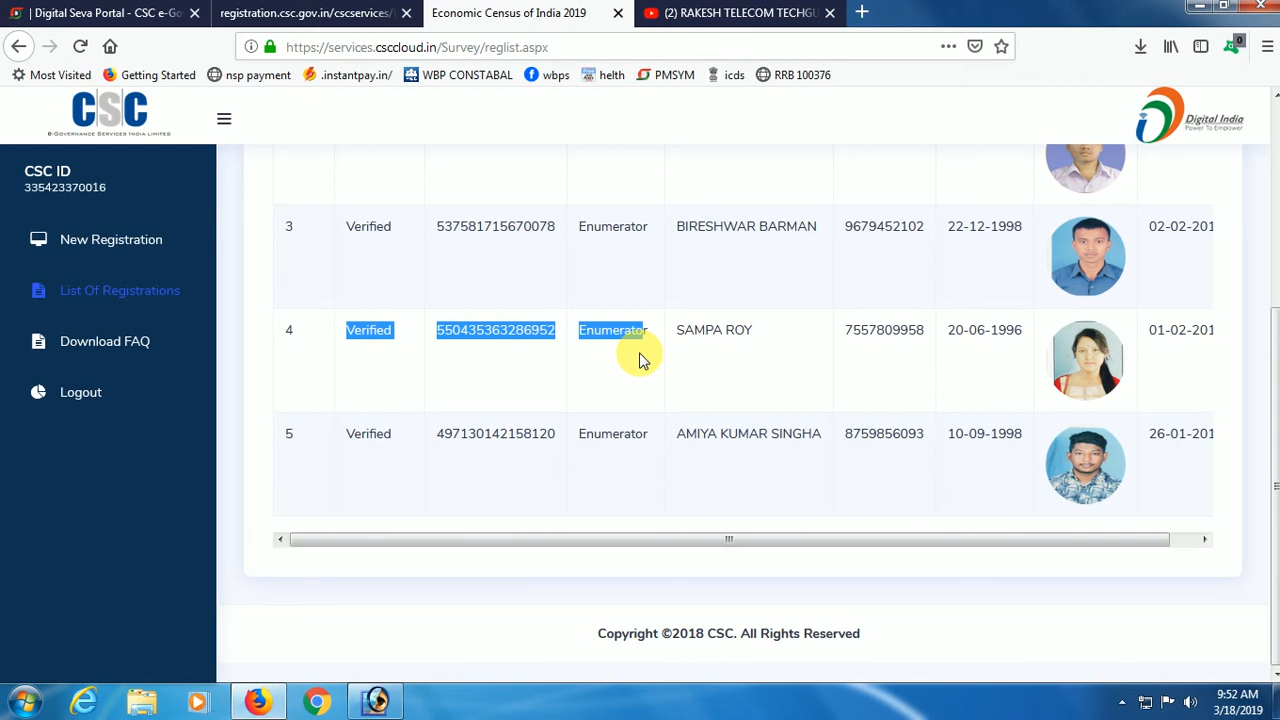 | Digital Seva Portal - CSC e-Go
registration.csc.gov.in/cscservices/
Economic Census of India 2019
(2) RAKESH TELECOM TECHGU
https://services.csccloud.in/Survey/reglist.aspx
0
Most Visited
Getting Started
nsp payment
.instantpay.in/
WBP CONSTABAL
wbps
helth
PMSYM
icds
RRB 100376
CSC
e-GOVERNANCE SERVICES INDIA LIMITED
Digital India
Power To Empower
CSC ID
335423370016
New Registration
List Of Registrations
Download FAQ
Logout
3 Verified 537581715670078 Enumerator BIRESHWAR BARMAN 9679452102 22-12-1998 02-02-201
4 Verified 550435363286952 Enumerator SAMPA ROY 7557809958 20-06-1996 01-02-201
5 Verified 497130142158120 Enumerator AMIYA KUMAR SINGHA 8759856093 10-09-1998 26-01-201
Copyright ©2018 CSC. All Rights Reserved
9:52 AM
3/18/2019